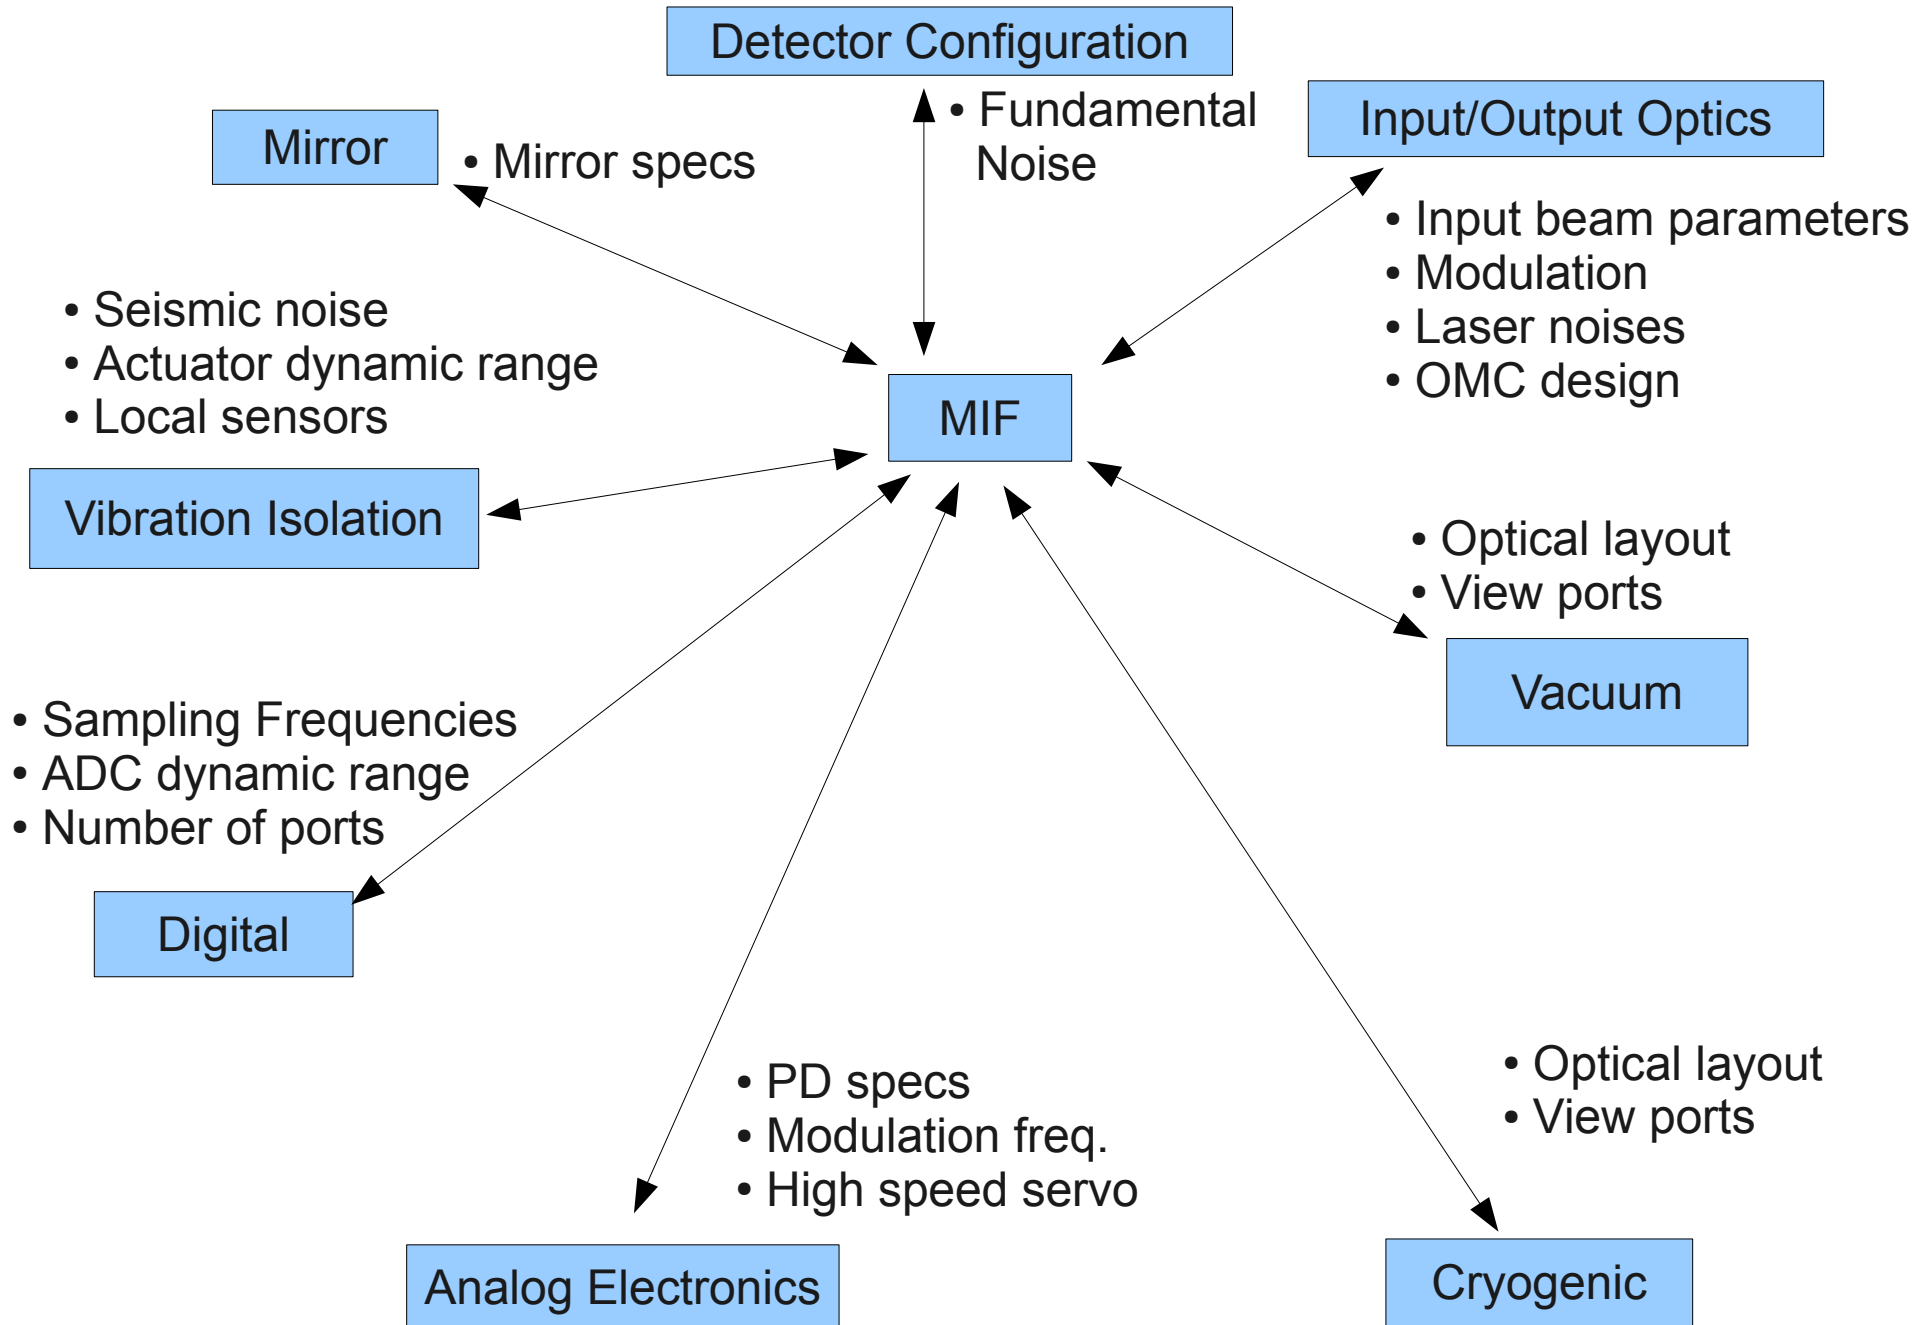 Detector Configuration
• Fundamental
Noise
Mirror
• Mirror specs
Input/Output Optics
• Input beam parameters
• Modulation
• Laser noises
• OMC design
• Seismic noise
• Actuator dynamic range
• Local sensors
MIF
Vibration Isolation
• Optical layout
• View ports
Vacuum
• Sampling Frequencies
• ADC dynamic range
• Number of ports
Digital
• PD specs
• Modulation freq.
• High speed servo
Analog Electronics
• Optical layout
• View ports
Cryogenic